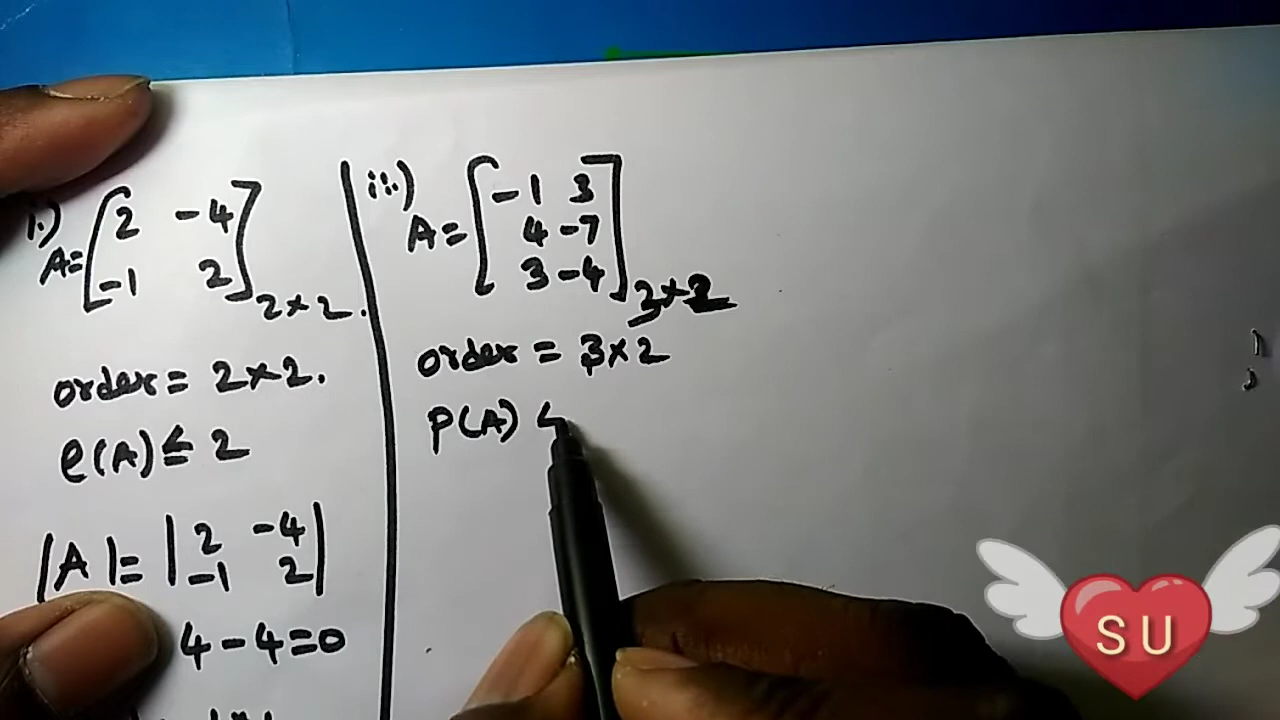 i.)
A= [ 2 -4
-1 2 ] 2×2.
order = 2×2.
ρ(A) ≤ 2
|A| = | 2 -4
-1 2 |
4 - 4 = 0
ii.)
A= [ -1 3
4 -7
3 -4 ] 3×2
order = 3×2
ρ(A) <
SU